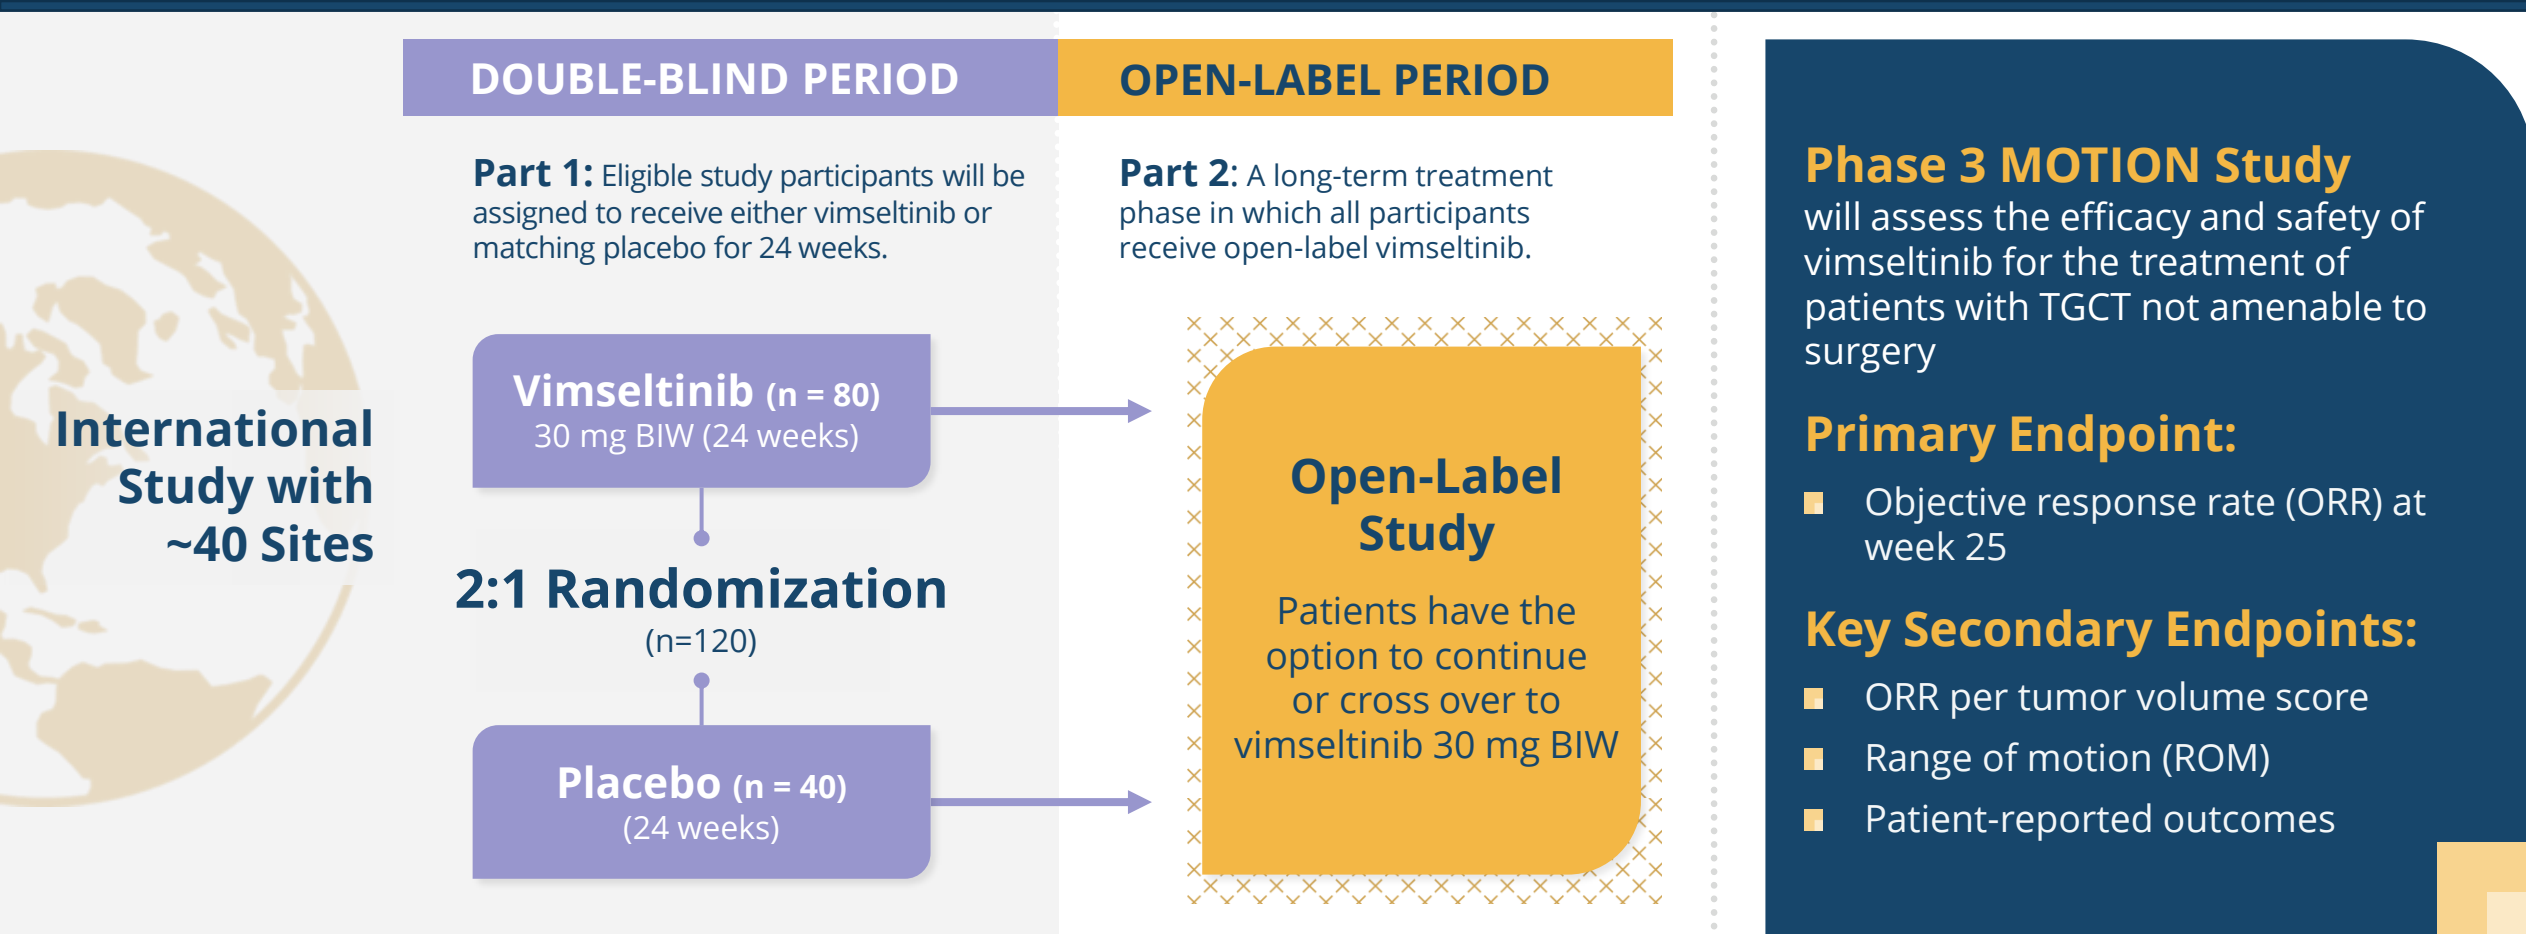 International
Study with
~40 Sites
DOUBLE-BLIND PERIOD
Part 1: Eligible study participants will be
assigned to receive either vimseltinib or
matching placebo for 24 weeks.
Vimseltinib (n = 80)
30 mg BIW (24 weeks)
2:1 Randomization
(n=120)
Placebo (n = 40)
(24 weeks)
OPEN-LABEL PERIOD
Part 2: A long-term treatment
phase in which all participants
receive open-label vimseltinib.
Open-Label
Study
Patients have the
option to continue
or cross over to
vimseltinib 30 mg BIW
Phase 3 MOTION Study
will assess the efficacy and safety of
vimseltinib for the treatment of
patients with TGCT not amenable to
surgery
Primary Endpoint:
Objective response rate (ORR) at
week 25
Key Secondary Endpoints:
ORR per tumor volume score
Range of motion (ROM)
Patient-reported outcomes